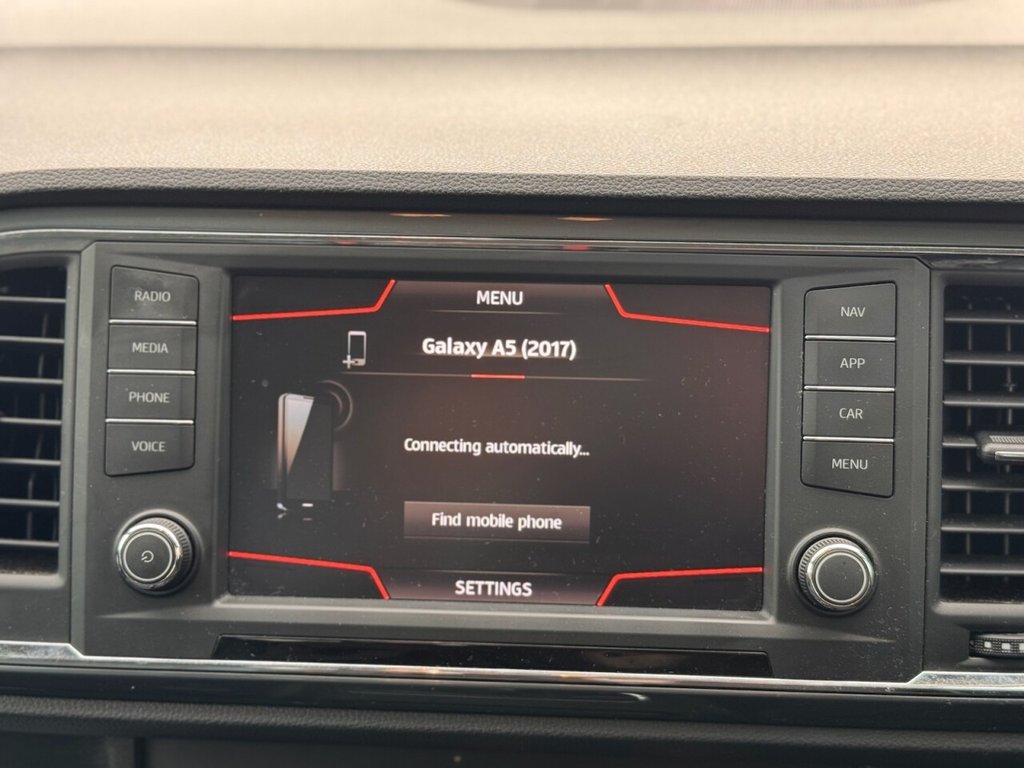 RADIO
MEDIA
PHONE
VOICE
MENU
Galaxy A5 (2017)
Connecting automatically...
Find mobile phone
SETTINGS
NAV
APP
CAR
MENU